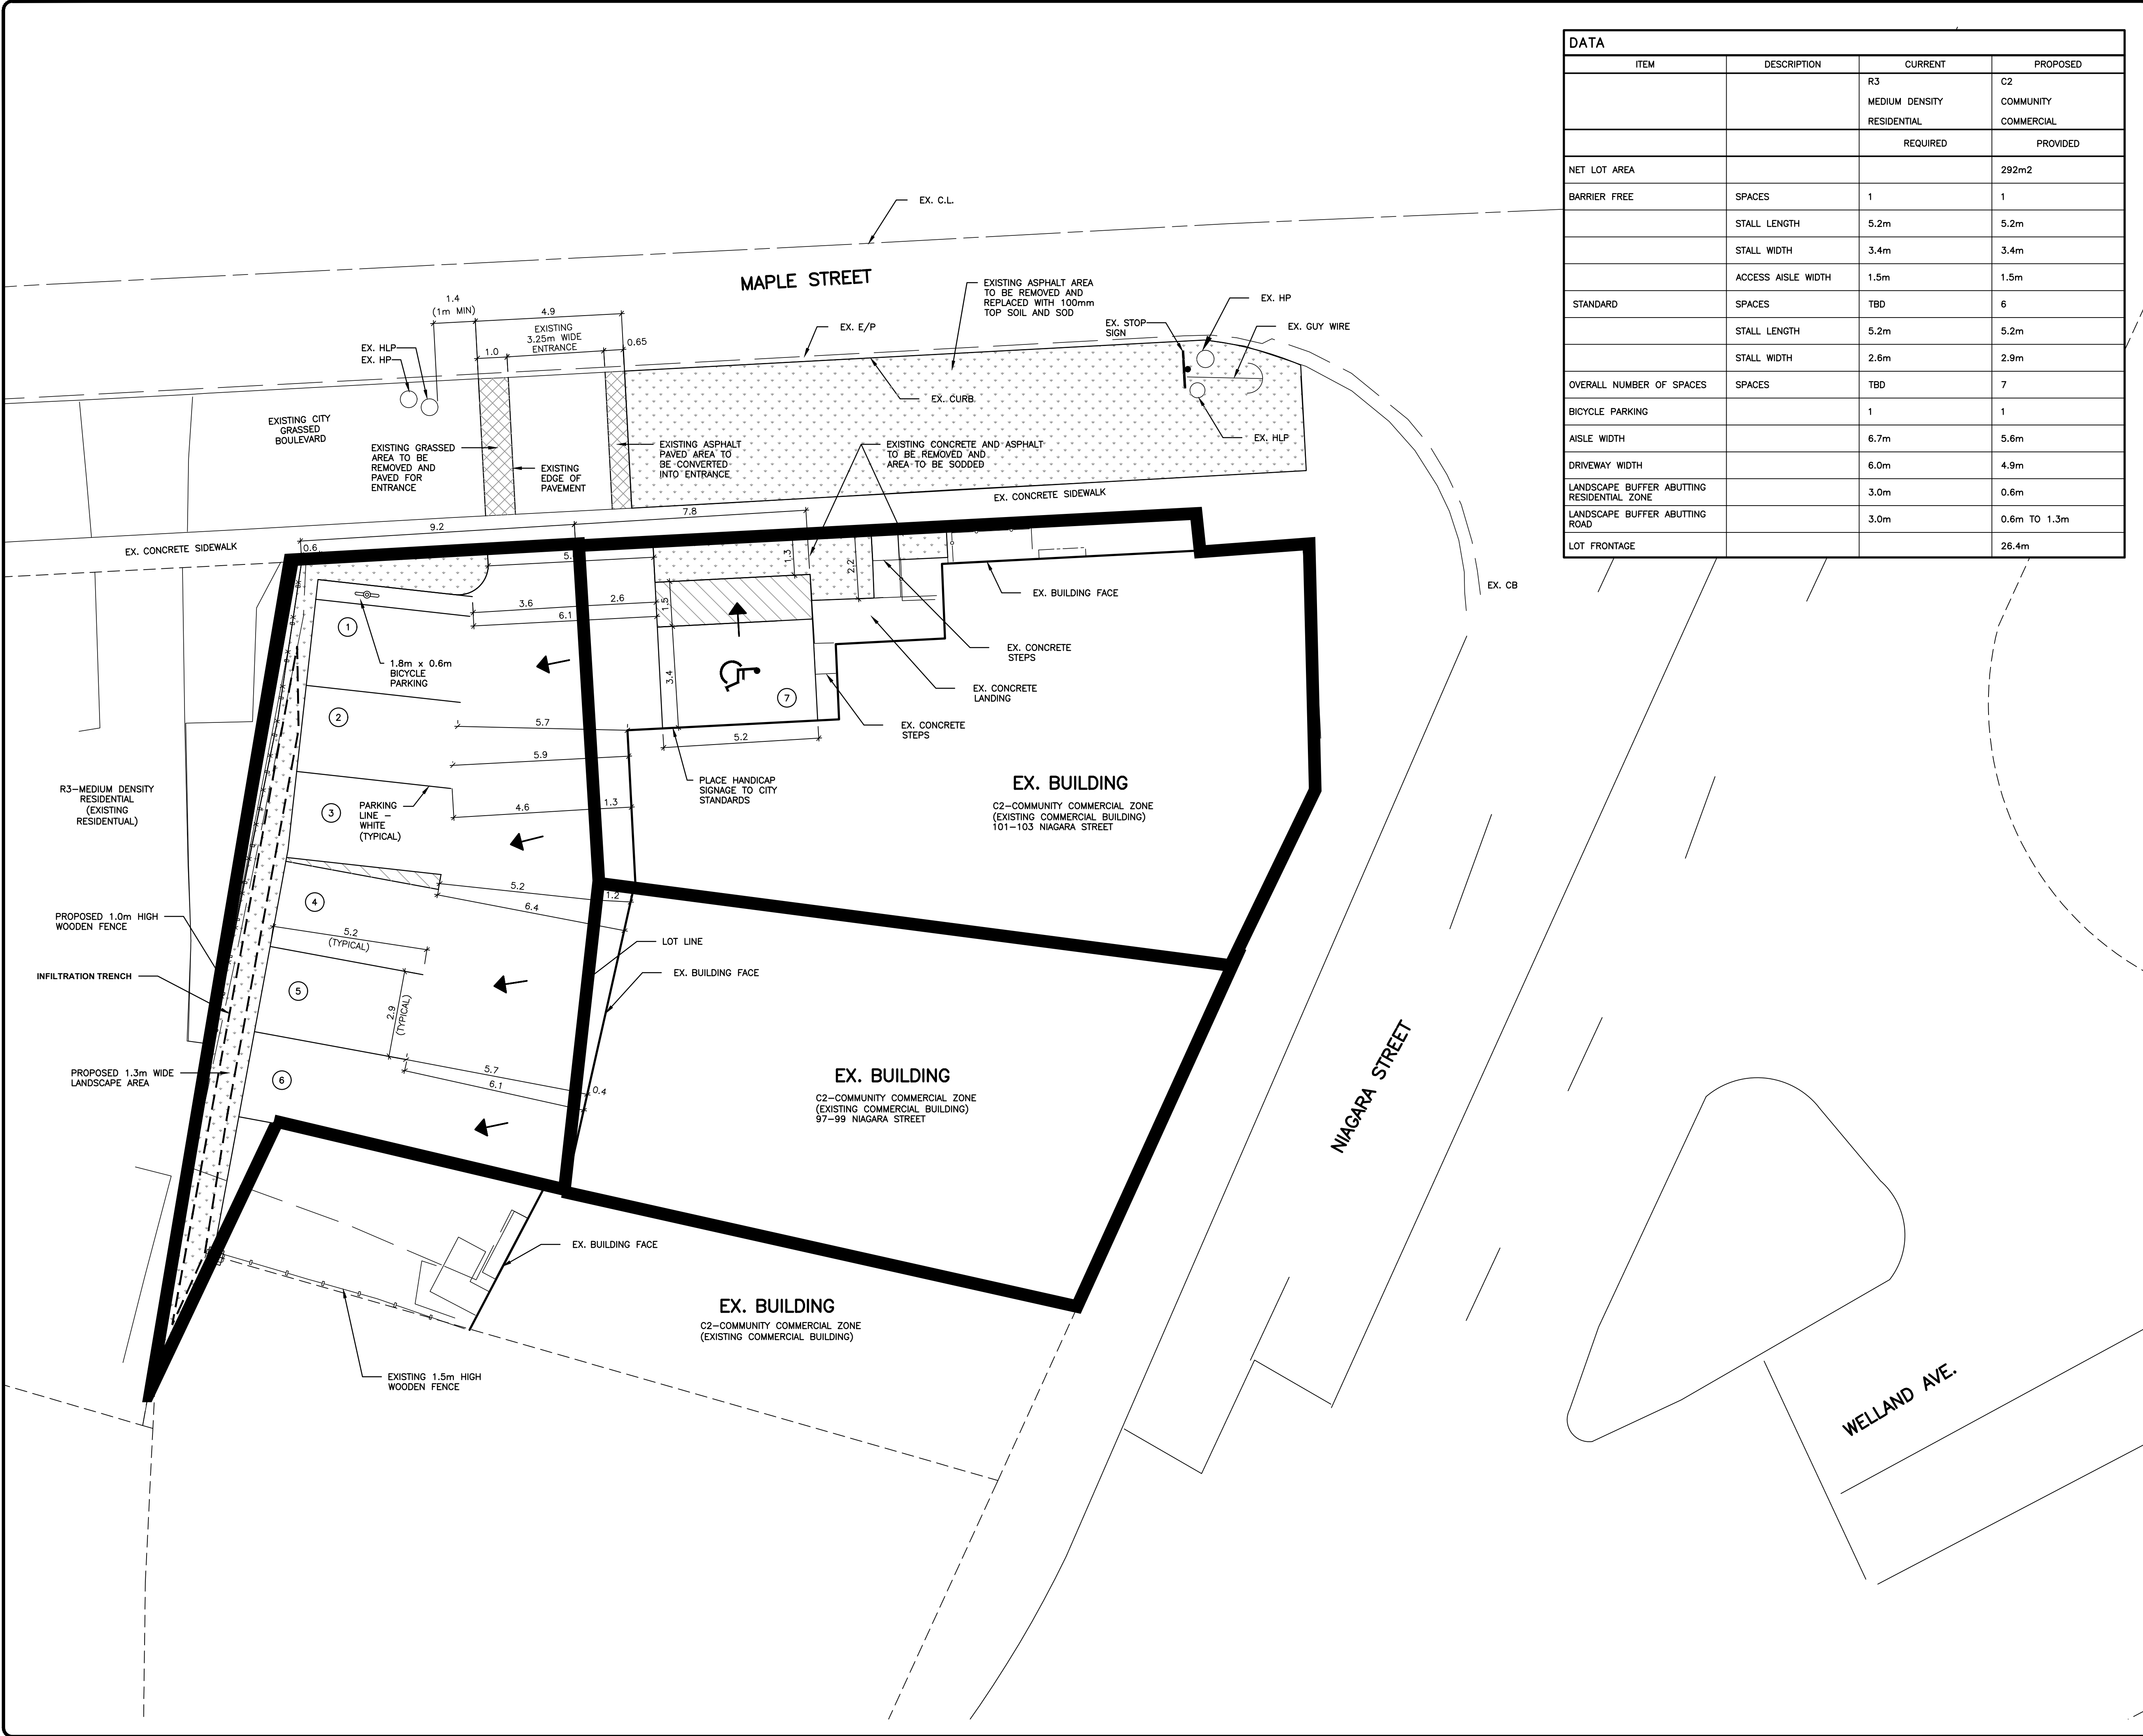 DATA
ITEM DESCRIPTION CURRENT PROPOSED
R3 C2
MEDIUM DENSITY COMMUNITY
RESIDENTIAL COMMERCIAL
REQUIRED PROVIDED
NET LOT AREA 292m2
BARRIER FREE SPACES 1 1
STALL LENGTH 5.2m 5.2m
STALL WIDTH 3.4m 3.4m
ACCESS AISLE WIDTH 1.5m 1.5m
STANDARD SPACES TBD 6
STALL LENGTH 5.2m 5.2m
STALL WIDTH 2.6m 2.9m
OVERALL NUMBER OF SPACES SPACES TBD 7
BICYCLE PARKING 1 1
AISLE WIDTH 6.7m 5.6m
DRIVEWAY WIDTH 6.0m 4.9m
LANDSCAPE BUFFER ABUTTING
RESIDENTIAL ZONE 3.0m 0.6m
LANDSCAPE BUFFER ABUTTING
ROAD 3.0m 0.6m TO 1.3m
LOT FRONTAGE 26.4m
EX. C.L.
MAPLE STREET
EXISTING ASPHALT AREA
TO BE REMOVED AND
REPLACED WITH 100mm
TOP SOIL AND SOD
EX. HP
EX. STOP
SIGN
EX. GUY WIRE
EX. E/P
1.4
(1m MIN)
4.9
EXISTING
3.25m WIDE
ENTRANCE
1.0
0.65
EX. HLP
EX. HP
EX. CURB
EX. HLP
EXISTING CITY
GRASSED
BOULEVARD
EXISTING GRASSED
AREA TO BE
REMOVED AND
PAVED FOR
ENTRANCE
EXISTING
EDGE OF
PAVEMENT
EXISTING ASPHALT
PAVED AREA TO
BE CONVERTED
INTO ENTRANCE
EXISTING CONCRETE AND ASPHALT
TO BE REMOVED AND
AREA TO BE SODDED
EX. CONCRETE SIDEWALK
EX. CONCRETE SIDEWALK
9.2
7.8
0.6
5.
1.3
2.2
EX. CB
EX. BUILDING FACE
3.6
2.6
6.1
1.5
1
1.8m x 0.6m
BICYCLE
PARKING
EX. CONCRETE
STEPS
3.4
7
EX. CONCRETE
LANDING
2
5.7
EX. CONCRETE
STEPS
5.2
5.9
PLACE HANDICAP
SIGNAGE TO CITY
STANDARDS
EX. BUILDING
C2-COMMUNITY COMMERCIAL ZONE
(EXISTING COMMERCIAL BUILDING)
101-103 NIAGARA STREET
R3-MEDIUM DENSITY
RESIDENTIAL
(EXISTING
RESIDENTUAL)
3
PARKING
LINE -
WHITE
(TYPICAL)
4.6
1.3
5.2
1.2
6.4
4
PROPOSED 1.0m HIGH
WOODEN FENCE
5.2
(TYPICAL)
LOT LINE
INFILTRATION TRENCH
EX. BUILDING FACE
5
2.9
(TYPICAL)
NIAGARA STREET
PROPOSED 1.3m WIDE
LANDSCAPE AREA
6
5.7
6.1
0.4
EX. BUILDING
C2-COMMUNITY COMMERCIAL ZONE
(EXISTING COMMERCIAL BUILDING)
97-99 NIAGARA STREET
EX. BUILDING FACE
EX. BUILDING
C2-COMMUNITY COMMERCIAL ZONE
(EXISTING COMMERCIAL BUILDING)
EXISTING 1.5m HIGH
WOODEN FENCE
WELLAND AVE.